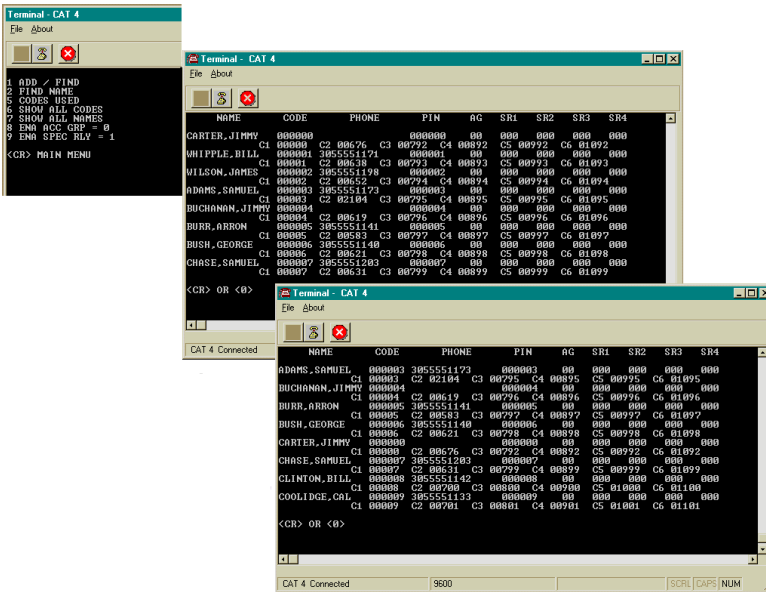 Terminal - CAT 4
File About
1 ADD / FIND
2 FIND NAME
5 CODES USED
6 SHOW ALL CODES
7 SHOW ALL NAMES
8 ENA ACC GRP = 0
9 ENA SPEC RLY = 1
<CR> MAIN MENU
Terminal - CAT 4
File About
NAME CODE PHONE PIN AG SR1 SR2 SR3 SR4
CARTER,JIMMY 000000 000000 00 000 000 000 000
C1 00000 C2 00676 C3 00792 C4 00892 C5 00992 C6 01092
WHIPPLE,BILL 000001 3055551171 000001 00 000 000 000 000
C1 00001 C2 00638 C3 00793 C4 00893 C5 00993 C6 01093
WILSON,JAMES 000002 3055551198 000002 00 000 000 000 000
C1 00002 C2 00652 C3 00794 C4 00894 C5 00994 C6 01094
ADAMS,SAMUEL 000003 3055551173 000003 00 000 000 000 000
C1 00003 C2 02104 C3 00795 C4 00895 C5 00995 C6 01095
BUCHANAN,JIMMY 000004 000004 00 000 000 000 000
C1 00004 C2 00619 C3 00796 C4 00896 C5 00996 C6 01096
BURR,ARRON 000005 3055551141 000005 00 000 000 000 000
C1 00005 C2 00583 C3 00797 C4 00897 C5 00997 C6 01097
BUSH,GEORGE 000006 3055551140 000006 00 000 000 000 000
C1 00006 C2 00621 C3 00798 C4 00898 C5 00998 C6 01098
CHASE,SAMUEL 000007 3055551203 000007 00 000 000 000 000
C1 00007 C2 00631 C3 00799 C4 00899 C5 00999 C6 01099
<CR> OR <0>
CAT 4 Connected
Terminal - CAT 4
File About
NAME CODE PHONE PIN AG SR1 SR2 SR3 SR4
ADAMS,SAMUEL 000003 3055551173 000003 00 000 000 000 000
C1 00003 C2 02104 C3 00795 C4 00895 C5 00995 C6 01095
BUCHANAN,JIMMY 000004 000004 00 000 000 000 000
C1 00004 C2 00619 C3 00796 C4 00896 C5 00996 C6 01096
BURR,ARRON 000005 3055551141 000005 00 000 000 000 000
C1 00005 C2 00583 C3 00797 C4 00897 C5 00997 C6 01097
BUSH,GEORGE 000006 3055551140 000006 00 000 000 000 000
C1 00006 C2 00621 C3 00798 C4 00898 C5 00998 C6 01098
CARTER,JIMMY 000000 000000 00 000 000 000 000
C1 00000 C2 00676 C3 00792 C4 00892 C5 00992 C6 01092
CHASE,SAMUEL 000007 3055551203 000007 00 000 000 000 000
C1 00007 C2 00631 C3 00799 C4 00899 C5 00999 C6 01099
CLINTON,BILL 000008 3055551142 000008 00 000 000 000 000
C1 00008 C2 00700 C3 00800 C4 00900 C5 01000 C6 01100
COOLIDGE,CAL 000009 3055551133 000009 00 000 000 000 000
C1 00009 C2 00701 C3 00801 C4 00901 C5 01001 C6 01101
<CR> OR <0>
CAT 4 Connected 9600 SCRL CAPS NUM